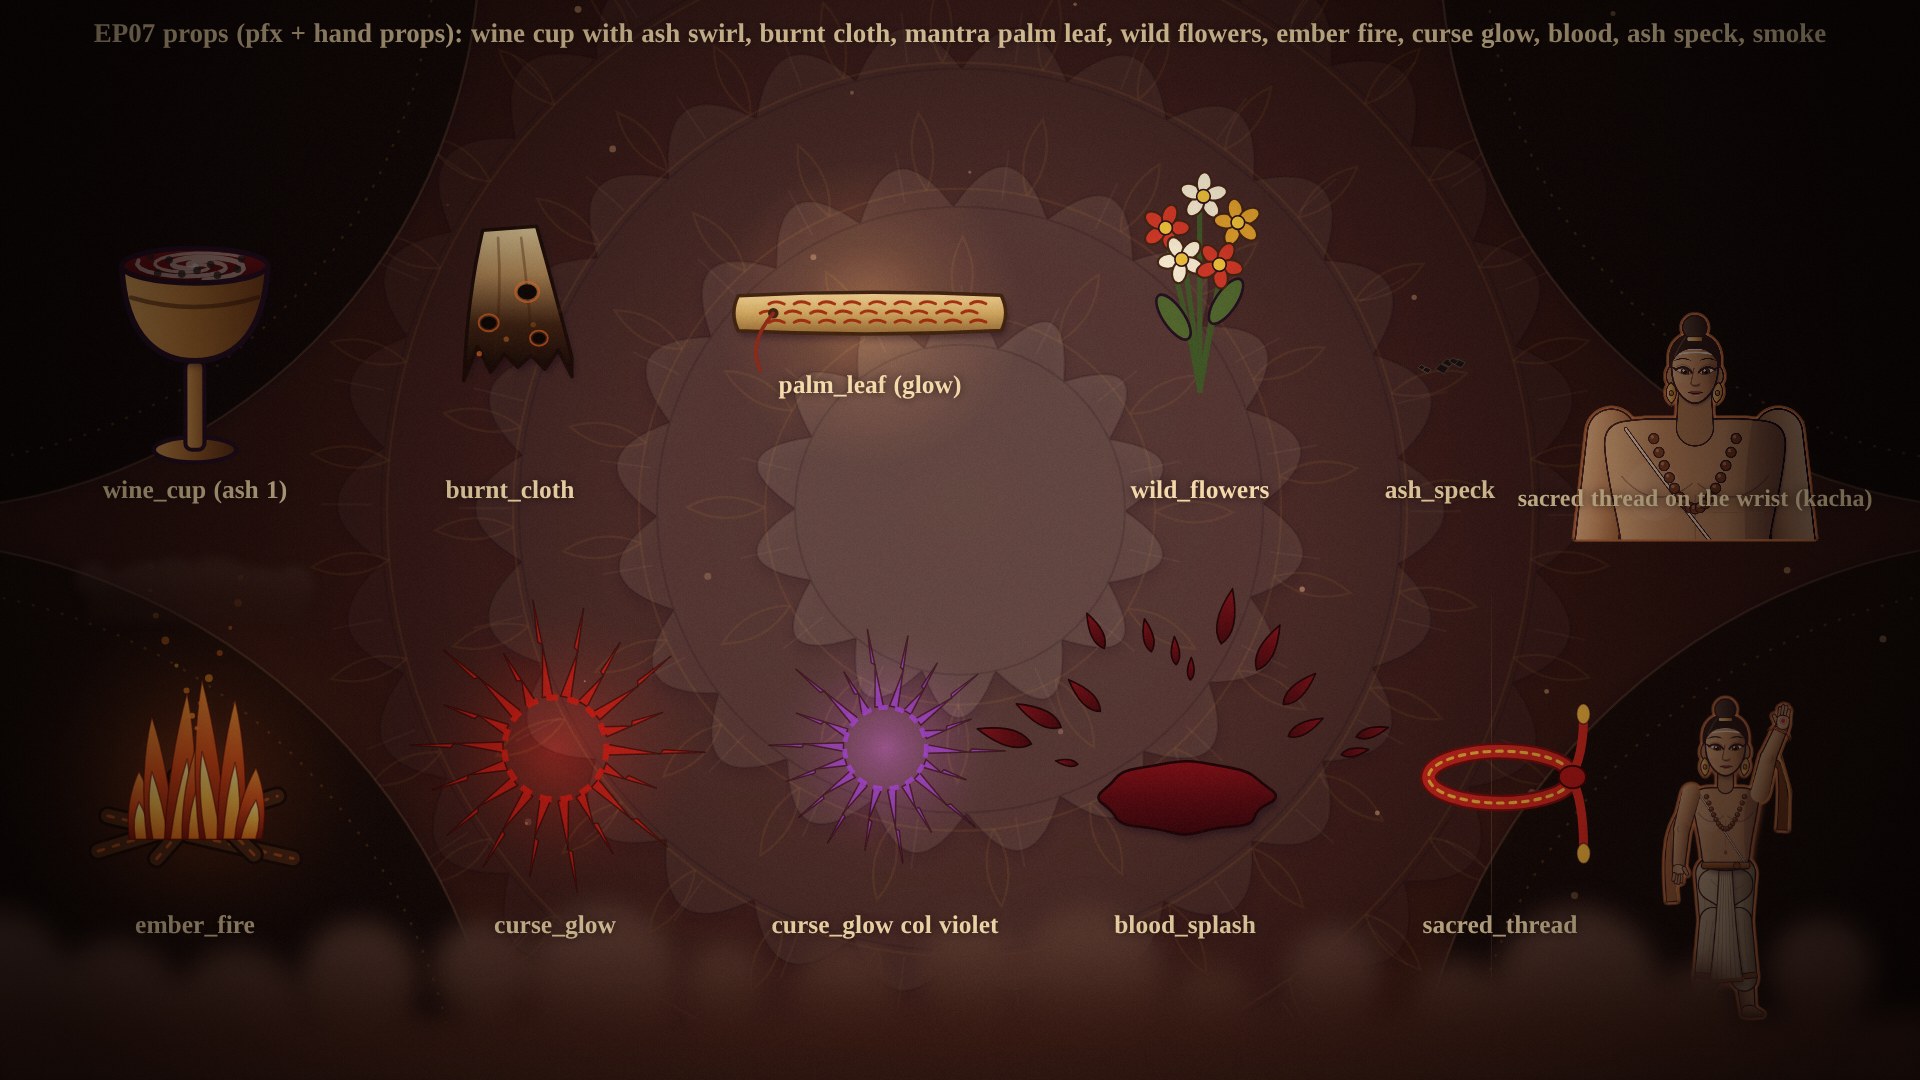 EP07 props (pfx + hand props): wine cup with ash swirl, burnt cloth, mantra palm leaf, wild flowers, ember fire, curse glow, blood, ash speck, smoke
palm_leaf (glow)
wine_cup (ash 1)
burnt_cloth
wild_flowers
ash_speck
sacred thread on the wrist (kacha)
ember_fire
curse_glow
curse_glow col violet
blood_splash
sacred_thread